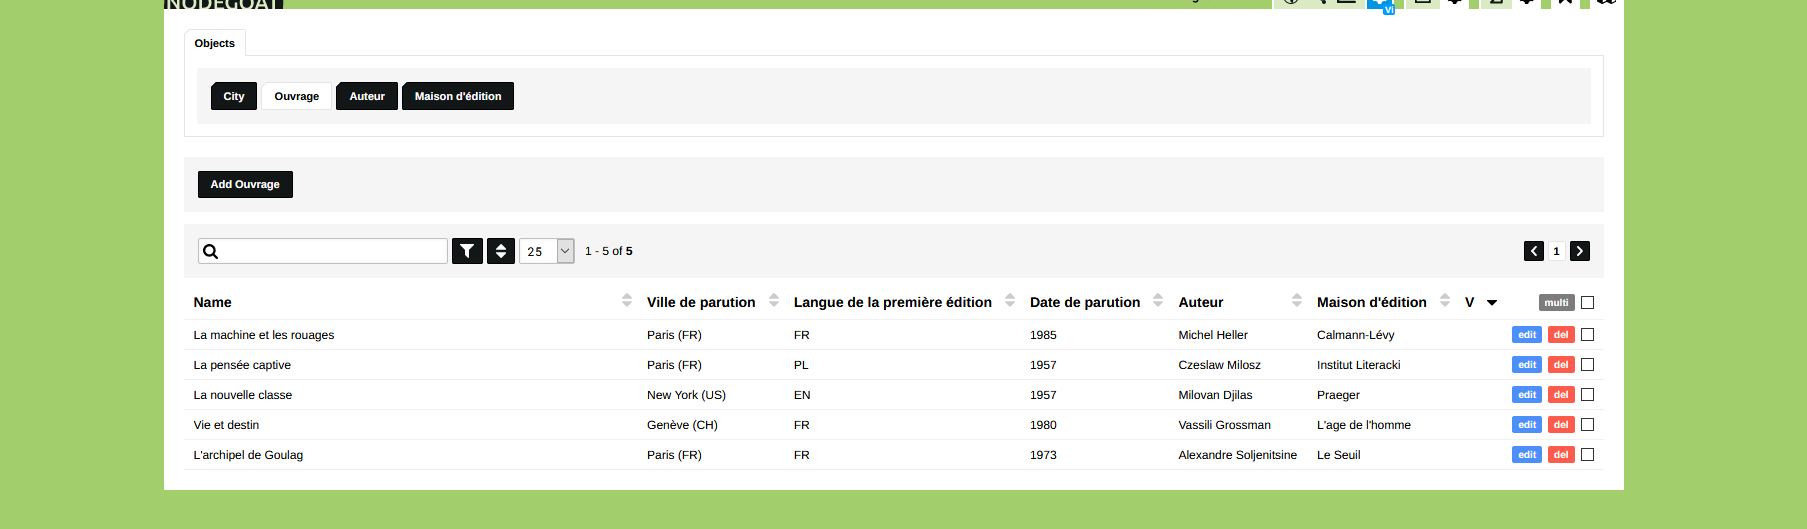 NODEGOAT
Vi
Objects
City Ouvrage Auteur Maison d'édition
Add Ouvrage
25 1 - 5 of 5 1
Name Ville de parution Langue de la première édition Date de parution Auteur Maison d'édition V multi
La machine et les rouages Paris (FR) FR 1985 Michel Heller Calmann-Lévy edit del
La pensée captive Paris (FR) PL 1957 Czeslaw Milosz Institut Literacki edit del
La nouvelle classe New York (US) EN 1957 Milovan Djilas Praeger edit del
Vie et destin Genève (CH) FR 1980 Vassili Grossman L'age de l'homme edit del
L'archipel de Goulag Paris (FR) FR 1973 Alexandre Soljenitsine Le Seuil edit del